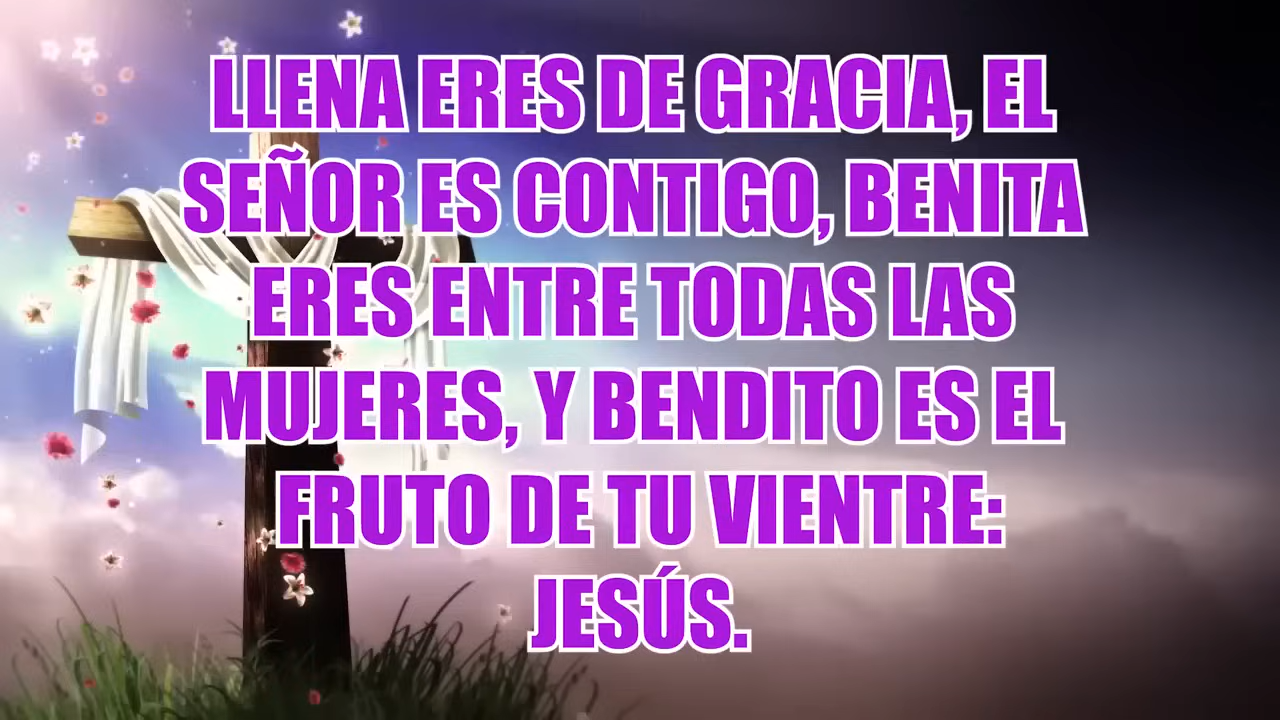 LLENA ERES DE GRACIA, EL
SEÑOR ES CONTIGO, BENITA
ERES ENTRE TODAS LAS
MUJERES, Y BENDITO ES EL
FRUTO DE TU VIENTRE:
JESÚS.